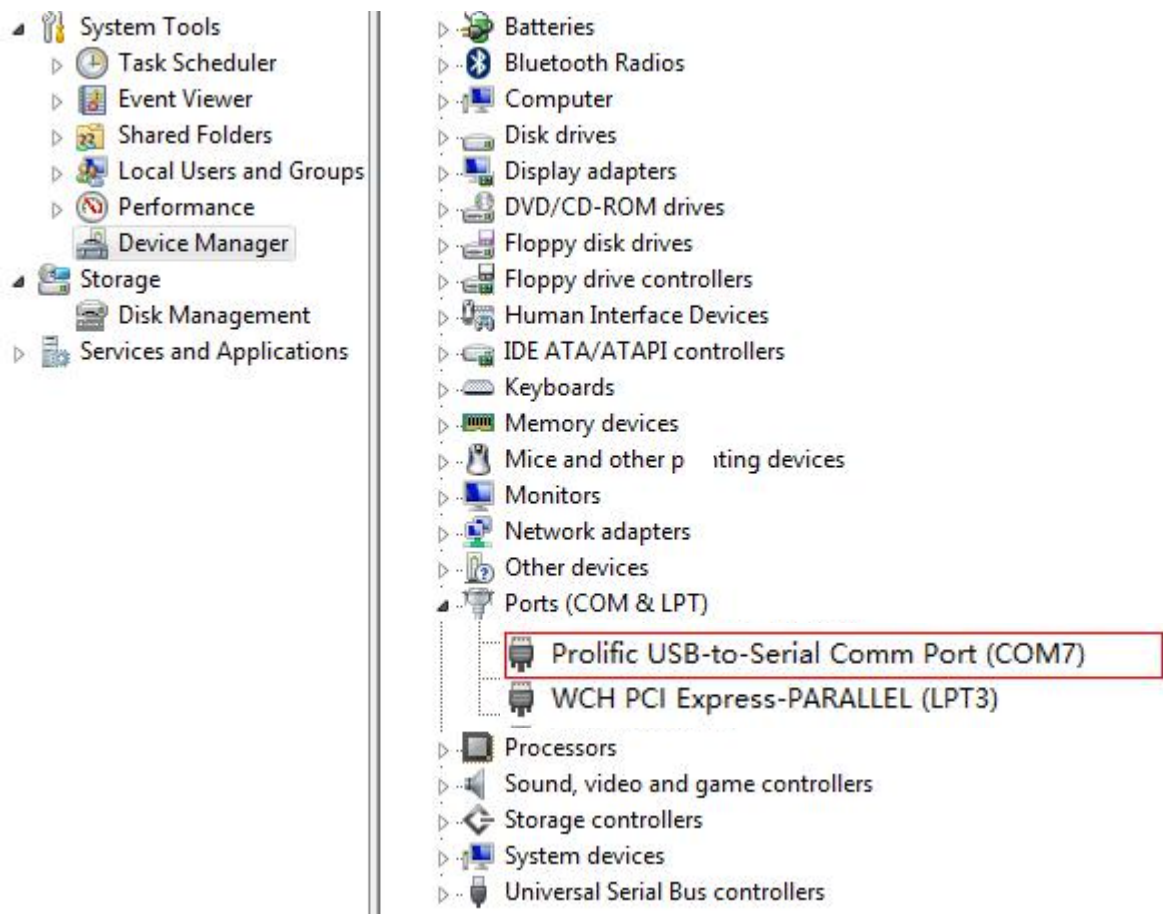 System Tools
Task Scheduler
Event Viewer
Shared Folders
Local Users and Groups
Performance
Device Manager
Storage
Disk Management
Services and Applications
Batteries
Bluetooth Radios
Computer
Disk drives
Display adapters
DVD/CD-ROM drives
Floppy disk drives
Floppy drive controllers
Human Interface Devices
IDE ATA/ATAPI controllers
Keyboards
Memory devices
Mice and other devices
Monitors
Network adapters
Other devices
Ports (COM & LPT)
Prolific USB-to-Serial Comm Port (COM7)
WCH PCI Express-PARALLEL (LPT3)
Processors
Sound, video and game controllers
Storage controllers
System devices
Universal Serial Bus controllers